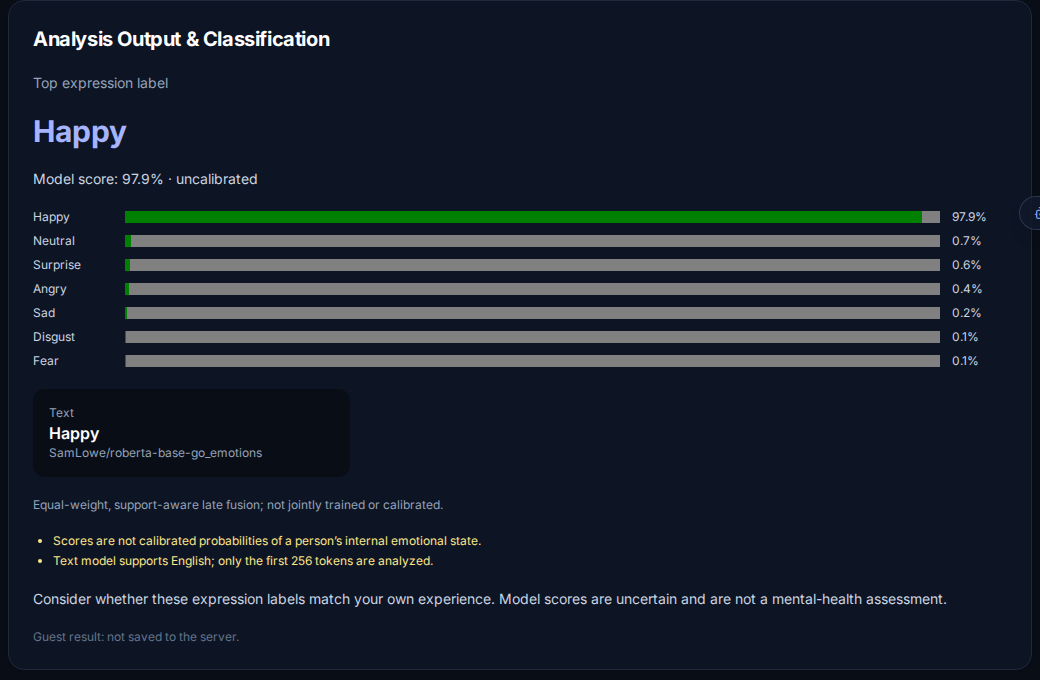 Analysis Output & Classification
Top expression label
Happy
Model score: 97.9% · uncalibrated
Happy 97.9%
Neutral 0.7%
Surprise 0.6%
Angry 0.4%
Sad 0.2%
Disgust 0.1%
Fear 0.1%
Text
Happy
SamLowe/roberta-base-go_emotions
Equal-weight, support-aware late fusion; not jointly trained or calibrated.
• Scores are not calibrated probabilities of a person's internal emotional state.
• Text model supports English; only the first 256 tokens are analyzed.
Consider whether these expression labels match your own experience. Model scores are uncertain and are not a mental-health assessment.
Guest result: not saved to the server.